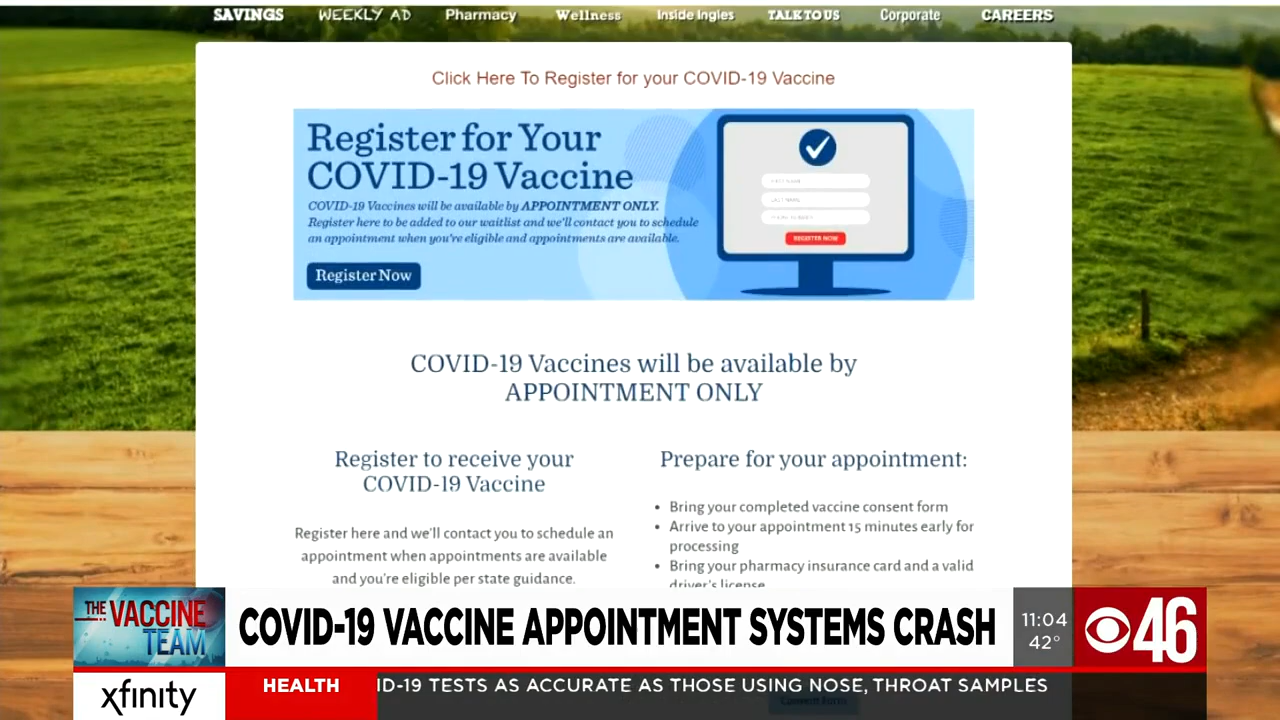 SAVINGS WEEKLY AD Pharmacy Wellness Inside Ingles TALK TO US Corporate CAREERS
Click Here To Register for your COVID-19 Vaccine
Register for Your
COVID-19 Vaccine
COVID-19 Vaccines will be available by APPOINTMENT ONLY.
Register here to be added to our waitlist and we'll contact you to schedule
an appointment when you're eligible and appointments are available.
Register Now
REGISTER NOW
COVID-19 Vaccines will be available by
APPOINTMENT ONLY
Register to receive your
COVID-19 Vaccine
Register here and we'll contact you to schedule an
appointment when appointments are available
and you're eligible per state guidance.
Prepare for your appointment:
• Bring your completed vaccine consent form
• Arrive to your appointment 15 minutes early for
processing
• Bring your pharmacy insurance card and a valid
driver's license
THE
VACCINE
TEAM
COVID-19 VACCINE APPOINTMENT SYSTEMS CRASH
11:04
42°
46
xfinity
HEALTH
ID-19 TESTS AS ACCURATE AS THOSE USING NOSE, THROAT SAMPLES